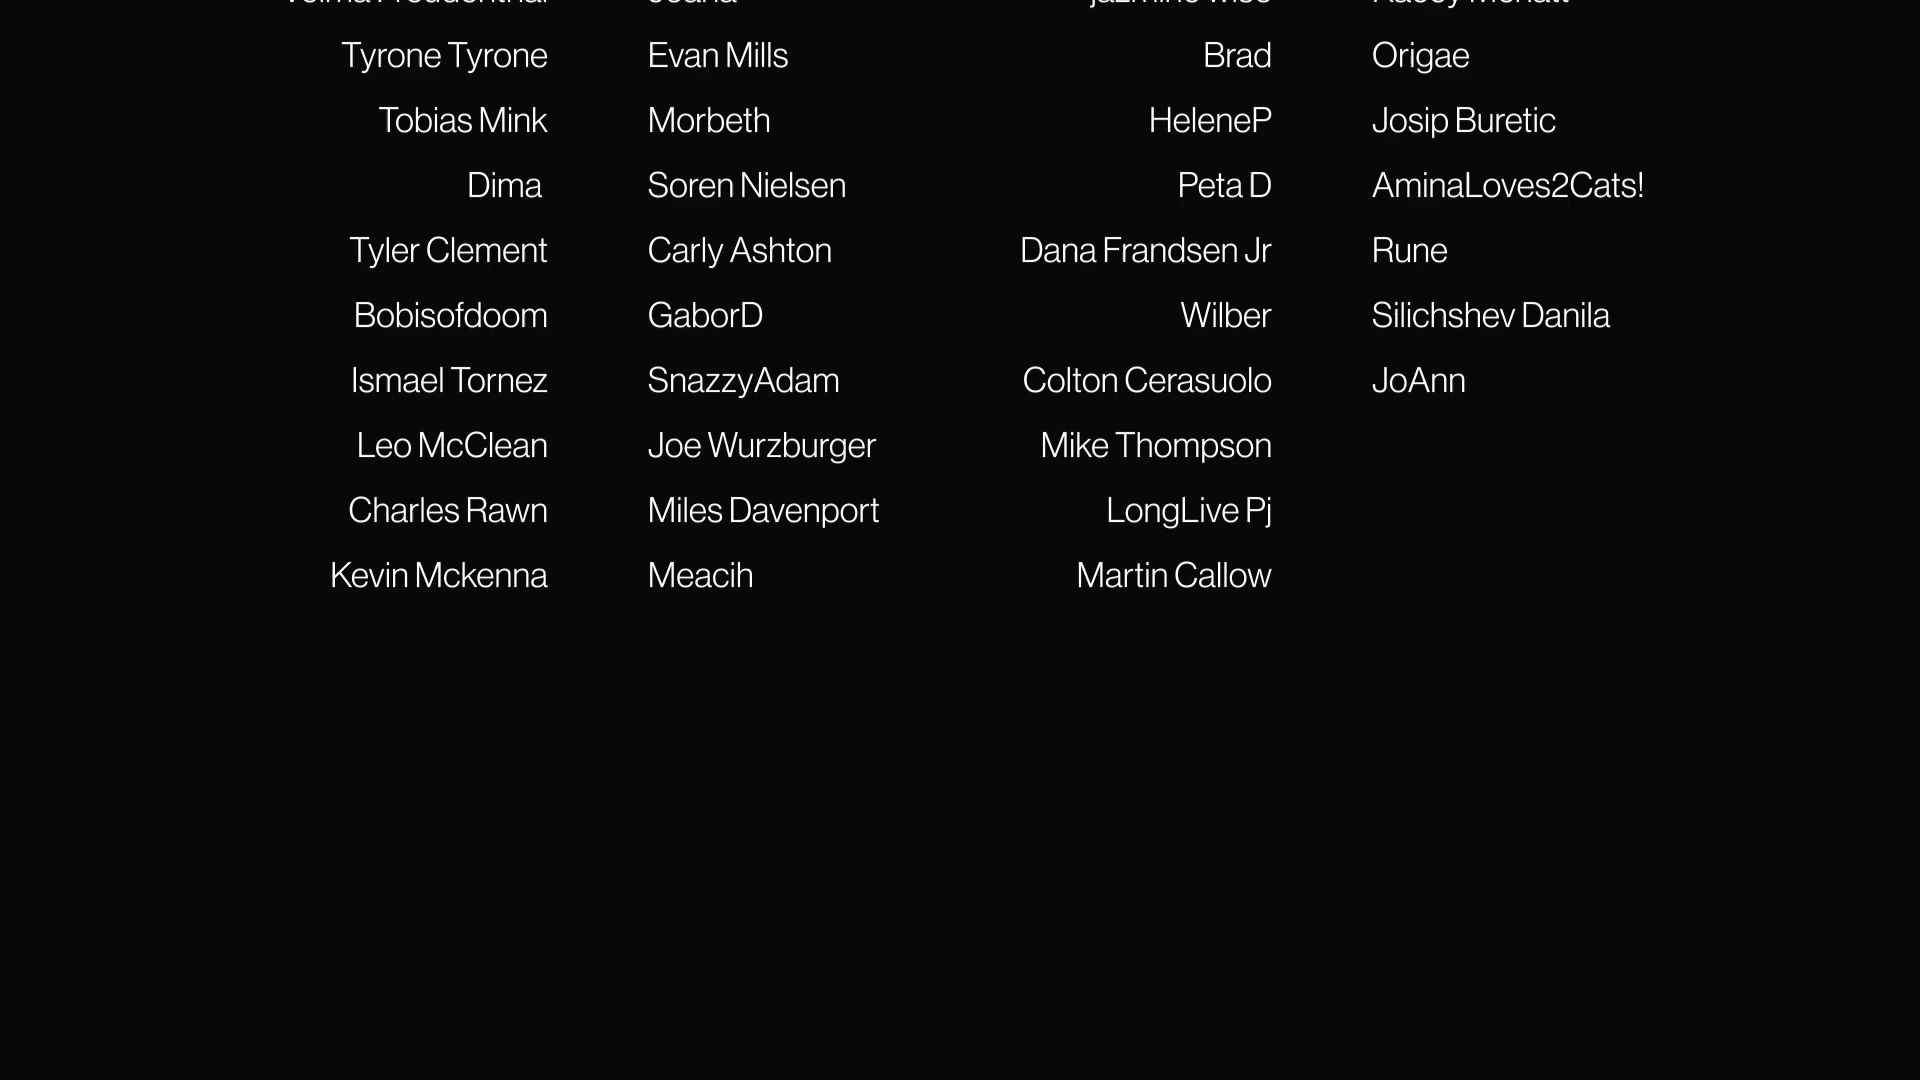 Tyrone Tyrone Evan Mills Brad Origae
Tobias Mink Morbeth HeleneP Josip Buretic
Dima Soren Nielsen Peta D AminaLoves2Cats!
Tyler Clement Carly Ashton Dana Frandsen Jr Rune
Bobisofdoom GaborD Wilber Silichshev Danila
Ismael Tornez SnazzyAdam Colton Cerasuolo JoAnn
Leo McClean Joe Wurzburger Mike Thompson
Charles Rawn Miles Davenport LongLive Pj
Kevin Mckenna Meacih Martin Callow